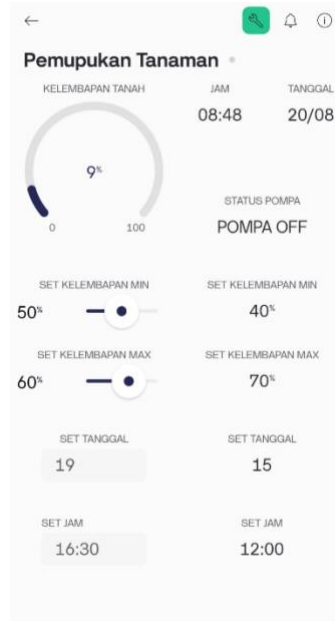 Pemupukan Tanaman
KELEMBAPAN TANAH JAM TANGGAL
08:48 20/08
9%
0 100
STATUS POMPA
POMPA OFF
SET KELEMBAPAN MIN SET KELEMBAPAN MIN
50% 40%
SET KELEMBAPAN MAX SET KELEMBAPAN MAX
60% 70%
SET TANGGAL SET TANGGAL
19 15
SET JAM SET JAM
16:30 12:00